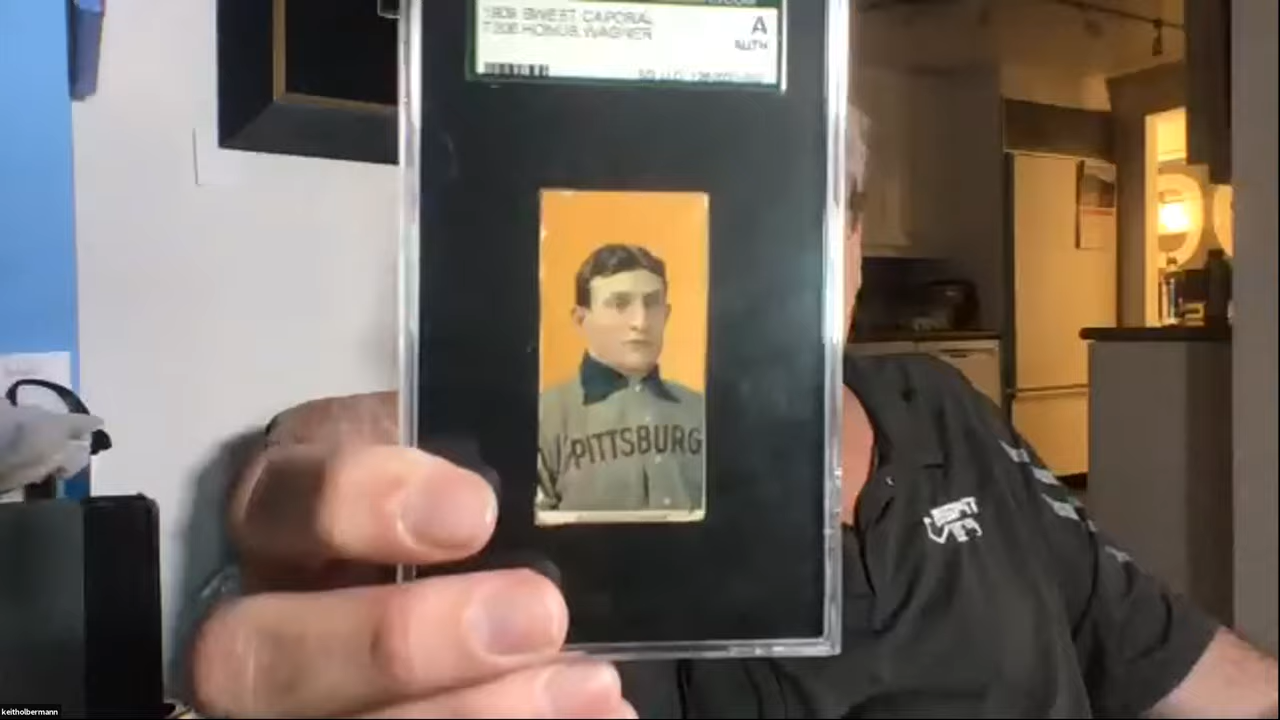 1909 SWEET CAPORAL
T206 HONUS WAGNER
A
AUTH
PITTSBURG
keitholbermann